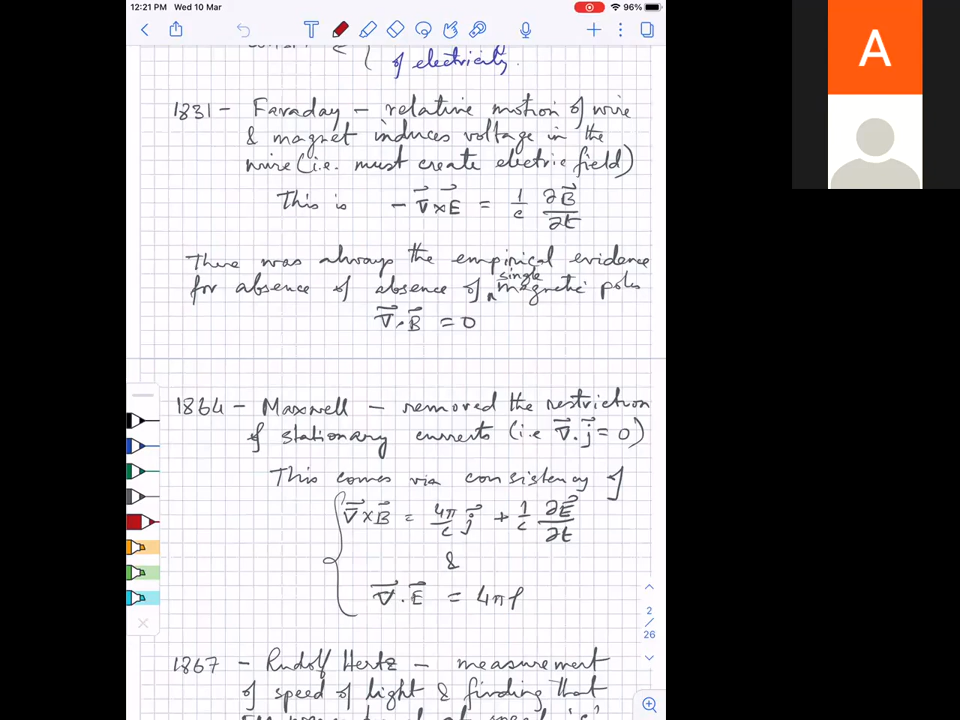 12:21 PM Wed 10 Mar
96%
A
of electricity.
1831 - Faraday - relative motion of wire
& magnet induces voltage in the
wire (i.e. must create electric field)
This is - ∇⃗ × E⃗ = 1/c ∂B⃗/∂t
There was always the empirical evidence
for absence of absence of single magnetic poles
∇⃗ · B⃗ = 0
1864 - Maxwell - removed the restriction
of stationary currents (i.e ∇⃗ · j⃗ = 0)
This comes via consistency of
∇⃗ × B⃗ = 4π/c j⃗ + 1/c ∂E⃗/∂t
&
∇⃗ · E⃗ = 4πρ
2
/
26
1867 - Rudolf Hertz - measurement
of speed of light & finding that